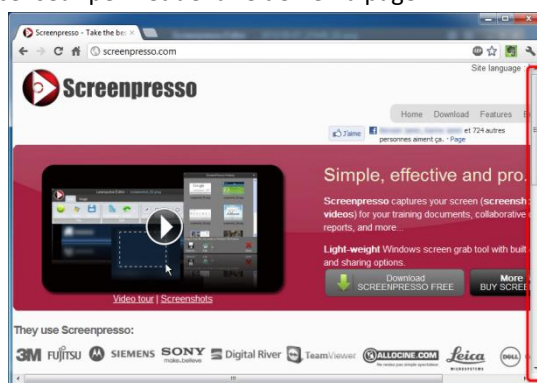 Screenpresso - Take the bes
screenpresso.com
Site language :
Screenpresso
Home Download Features
J'aime et 724 autres
personnes aiment ça. · Page
Simple, effective and pro.
Screenpresso captures your screen (screensh
videos) for your training documents, collaborative
reports, and more...
Light-weight Windows screen grab tool with built
and sharing options.
Download
SCREENPRESSO FREE
More
BUY SCREE
Video tour | Screenshots
They use Screenpresso:
3M FUJITSU SIEMENS SONY Digital River TeamViewer ALLOCINE.COM Leica DELL
make.believe
MICROSYSTEMS